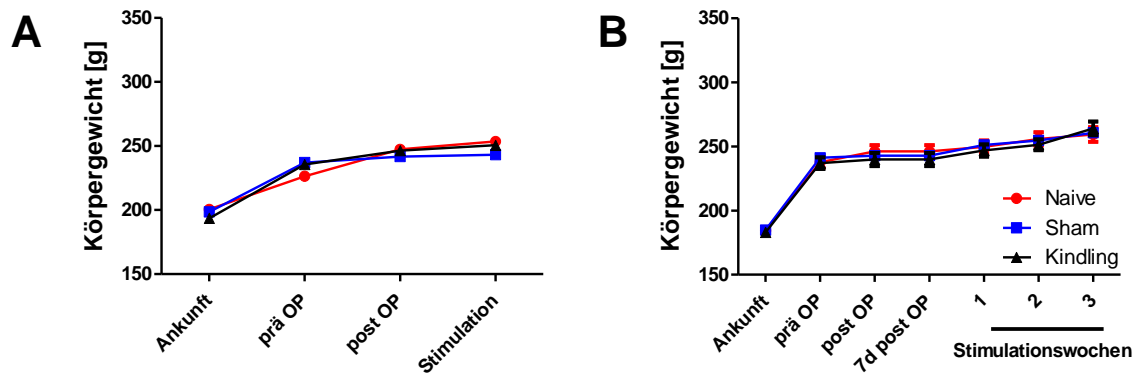 A
Körpergewicht [g]
350
300
250
200
150
Ankunft
prä OP
post OP
Stimulation
B
Körpergewicht [g]
350
300
250
200
150
Naive
Sham
Kindling
Ankunft
prä OP
post OP
7d post OP
1
2
3
Stimulationswochen